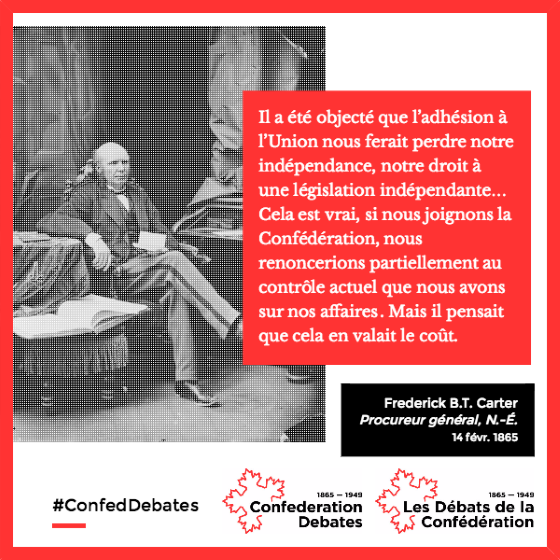 Il a été objecté que l’adhésion à
l’Union nous ferait perdre notre
indépendance, notre droit à
une législation indépendante…
Cela est vrai, si nous joignons la
Confédération, nous
renoncerions partiellement au
contrôle actuel que nous avons
sur nos affaires. Mais il pensait
que cela en valait le coût.
Frederick B.T. Carter
Procureur général, N.-É.
14 févr. 1865
#ConfedDebates
1865 — 1949
Confederation
Debates
1865 — 1949
Les Débats de la
Confédération